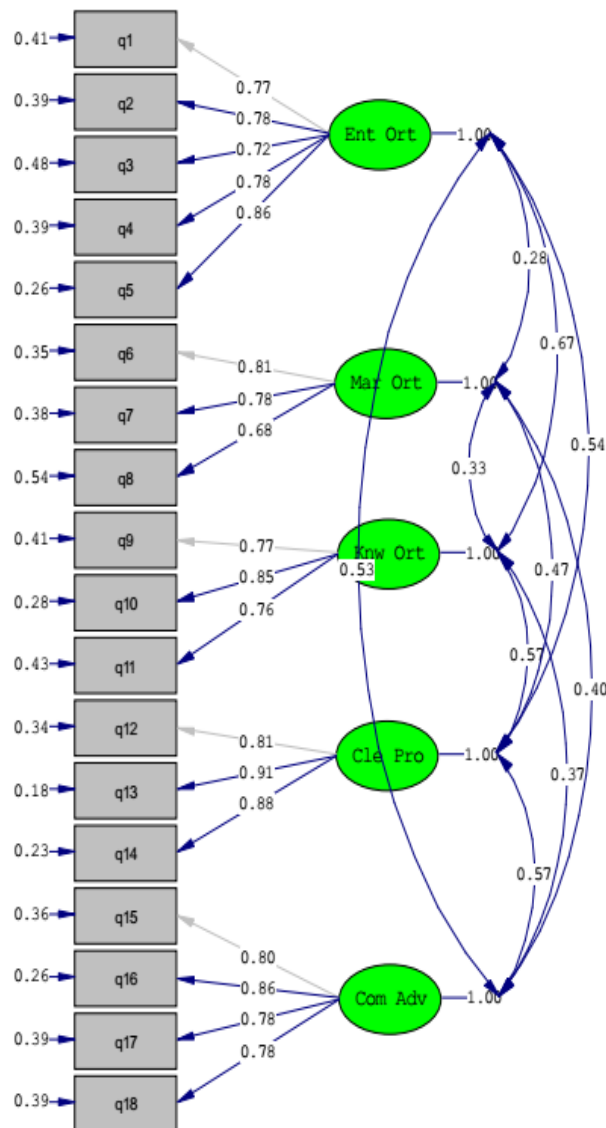 0.41 q1
0.77
0.39 q2
0.78 Ent Ort 1.00
0.48 q3
0.72
0.39 q4
0.78
0.86
0.28
0.26 q5
0.67
0.35 q6
0.81
0.54
0.38 q7
0.78 Mar Ort 1.00
0.68
0.54 q8
0.33
0.41 q9
0.77 Knw Ort 1.00
0.53
0.47
0.28 q10
0.85
0.76
0.43 q11
0.57
0.40
0.34 q12
0.81 Cle Pro 1.00
0.37
0.18 q13
0.91
0.88
0.23 q14
0.57
0.36 q15
0.80
0.26 q16
0.86 Com Adv 1.00
0.39 q17
0.78
0.78
0.39 q18